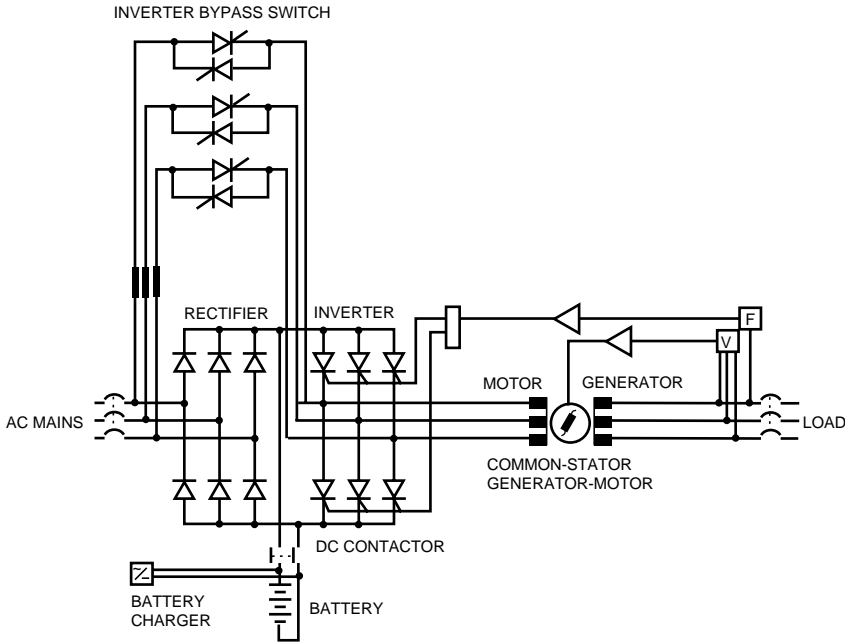 INVERTER BYPASS SWITCH
RECTIFIER
INVERTER
F
V
MOTOR
GENERATOR
AC MAINS
LOAD
COMMON-STATOR
GENERATOR-MOTOR
DC CONTACTOR
BATTERY
CHARGER
BATTERY